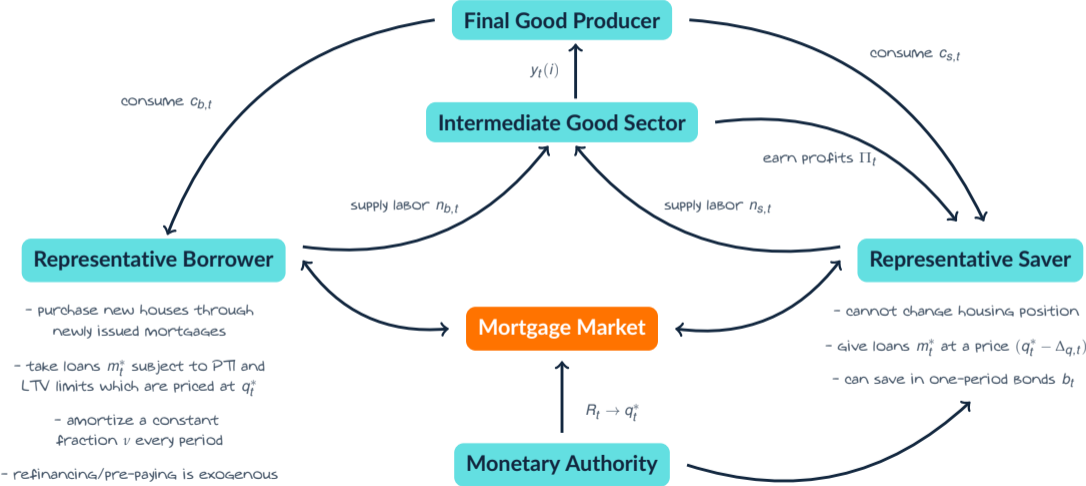 Final Good Producer
consume c_{s,t}
y_t(i)
consume c_{b,t}
Intermediate Good Sector
earn profits Π_t
supply labor n_{b,t}
supply labor n_{s,t}
Representative Borrower
Representative Saver
- purchase new houses through
newly issued mortgages
- take loans m_t^* subject to PTI and
LTV limits which are priced at q_t^*
- amortize a constant
fraction ν every period
- refinancing/pre-paying is exogenous
Mortgage Market
- cannot change housing position
- Give loans m_t^* at a price (q_t^* − Δ_{q,t})
- can save in one-period bonds b_t
R_t → q_t^*
Monetary Authority